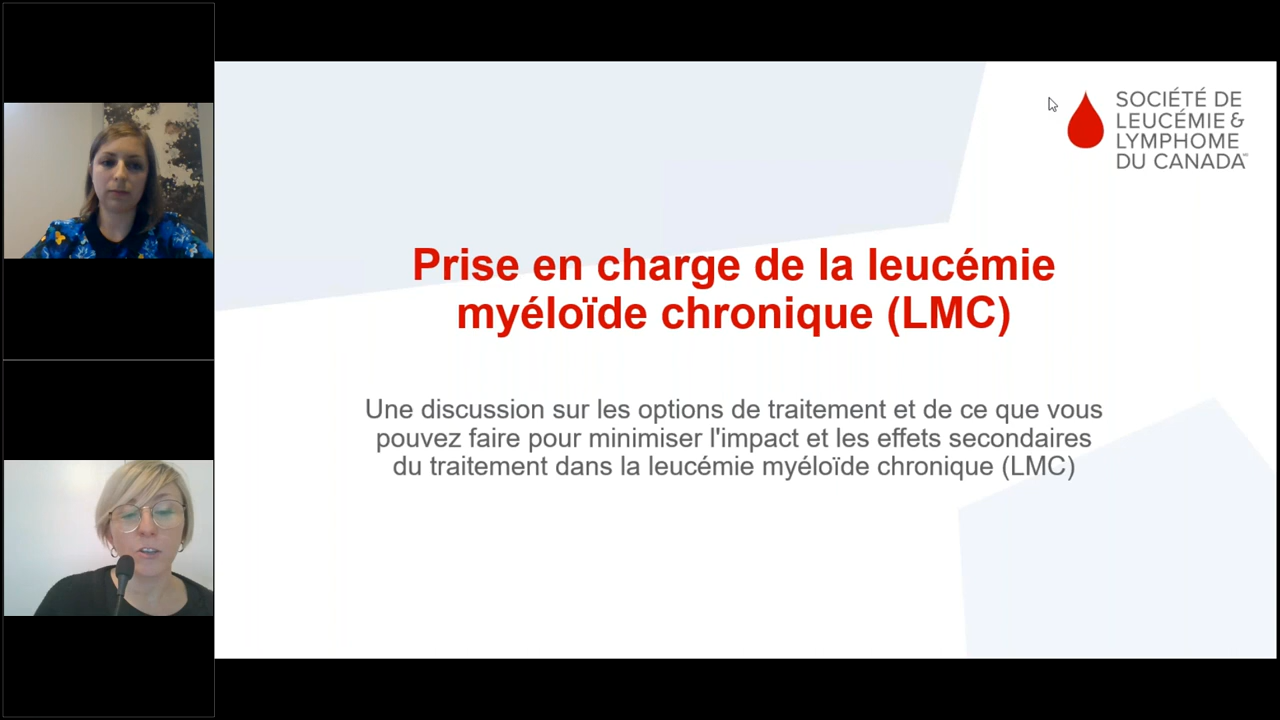 SOCIÉTÉ DE
LEUCÉMIE &
LYMPHOME
DU CANADA
Prise en charge de la leucémie
myéloïde chronique (LMC)
Une discussion sur les options de traitement et de ce que vous
pouvez faire pour minimiser l'impact et les effets secondaires
du traitement dans la leucémie myéloïde chronique (LMC)